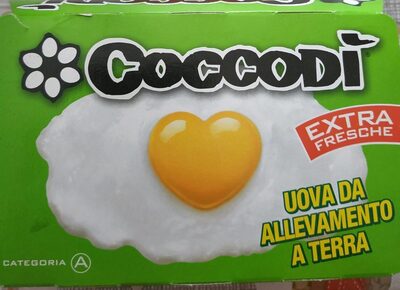 COCCODÌ
EXTRA
FRESCHE
UOVA DA
ALLEVAMENTO
A TERRA
CATEGORIA A